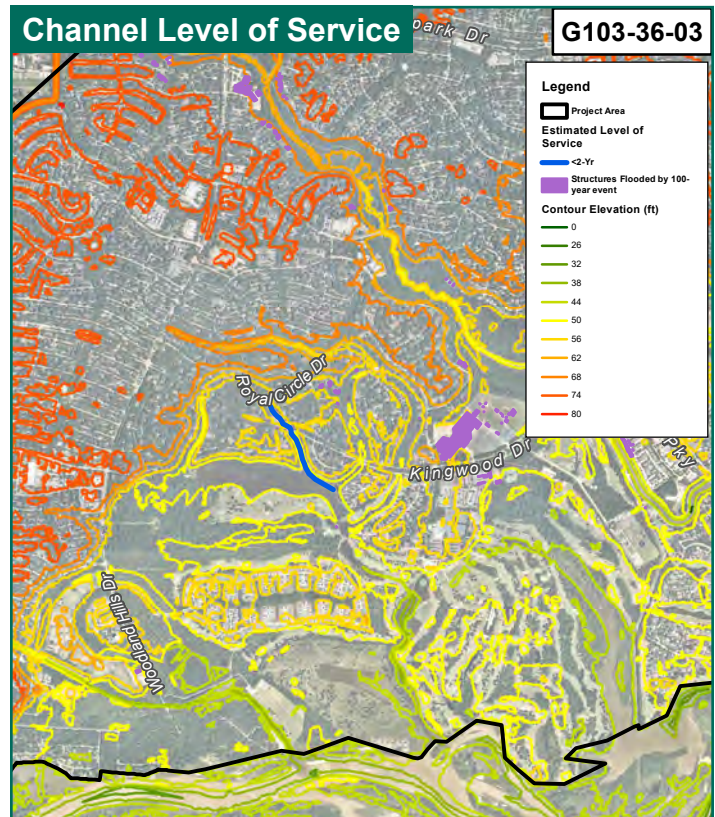 Channel Level of Service
G103-36-03
park Dr
Legend
Project Area
Estimated Level of
Service
<2-Yr
Structures Flooded by 100-
year event
Contour Elevation (ft)
0
26
32
38
44
50
56
62
68
74
80
Royal Circle Dr
Kingwood Dr
Pky
Woodland Hills Dr